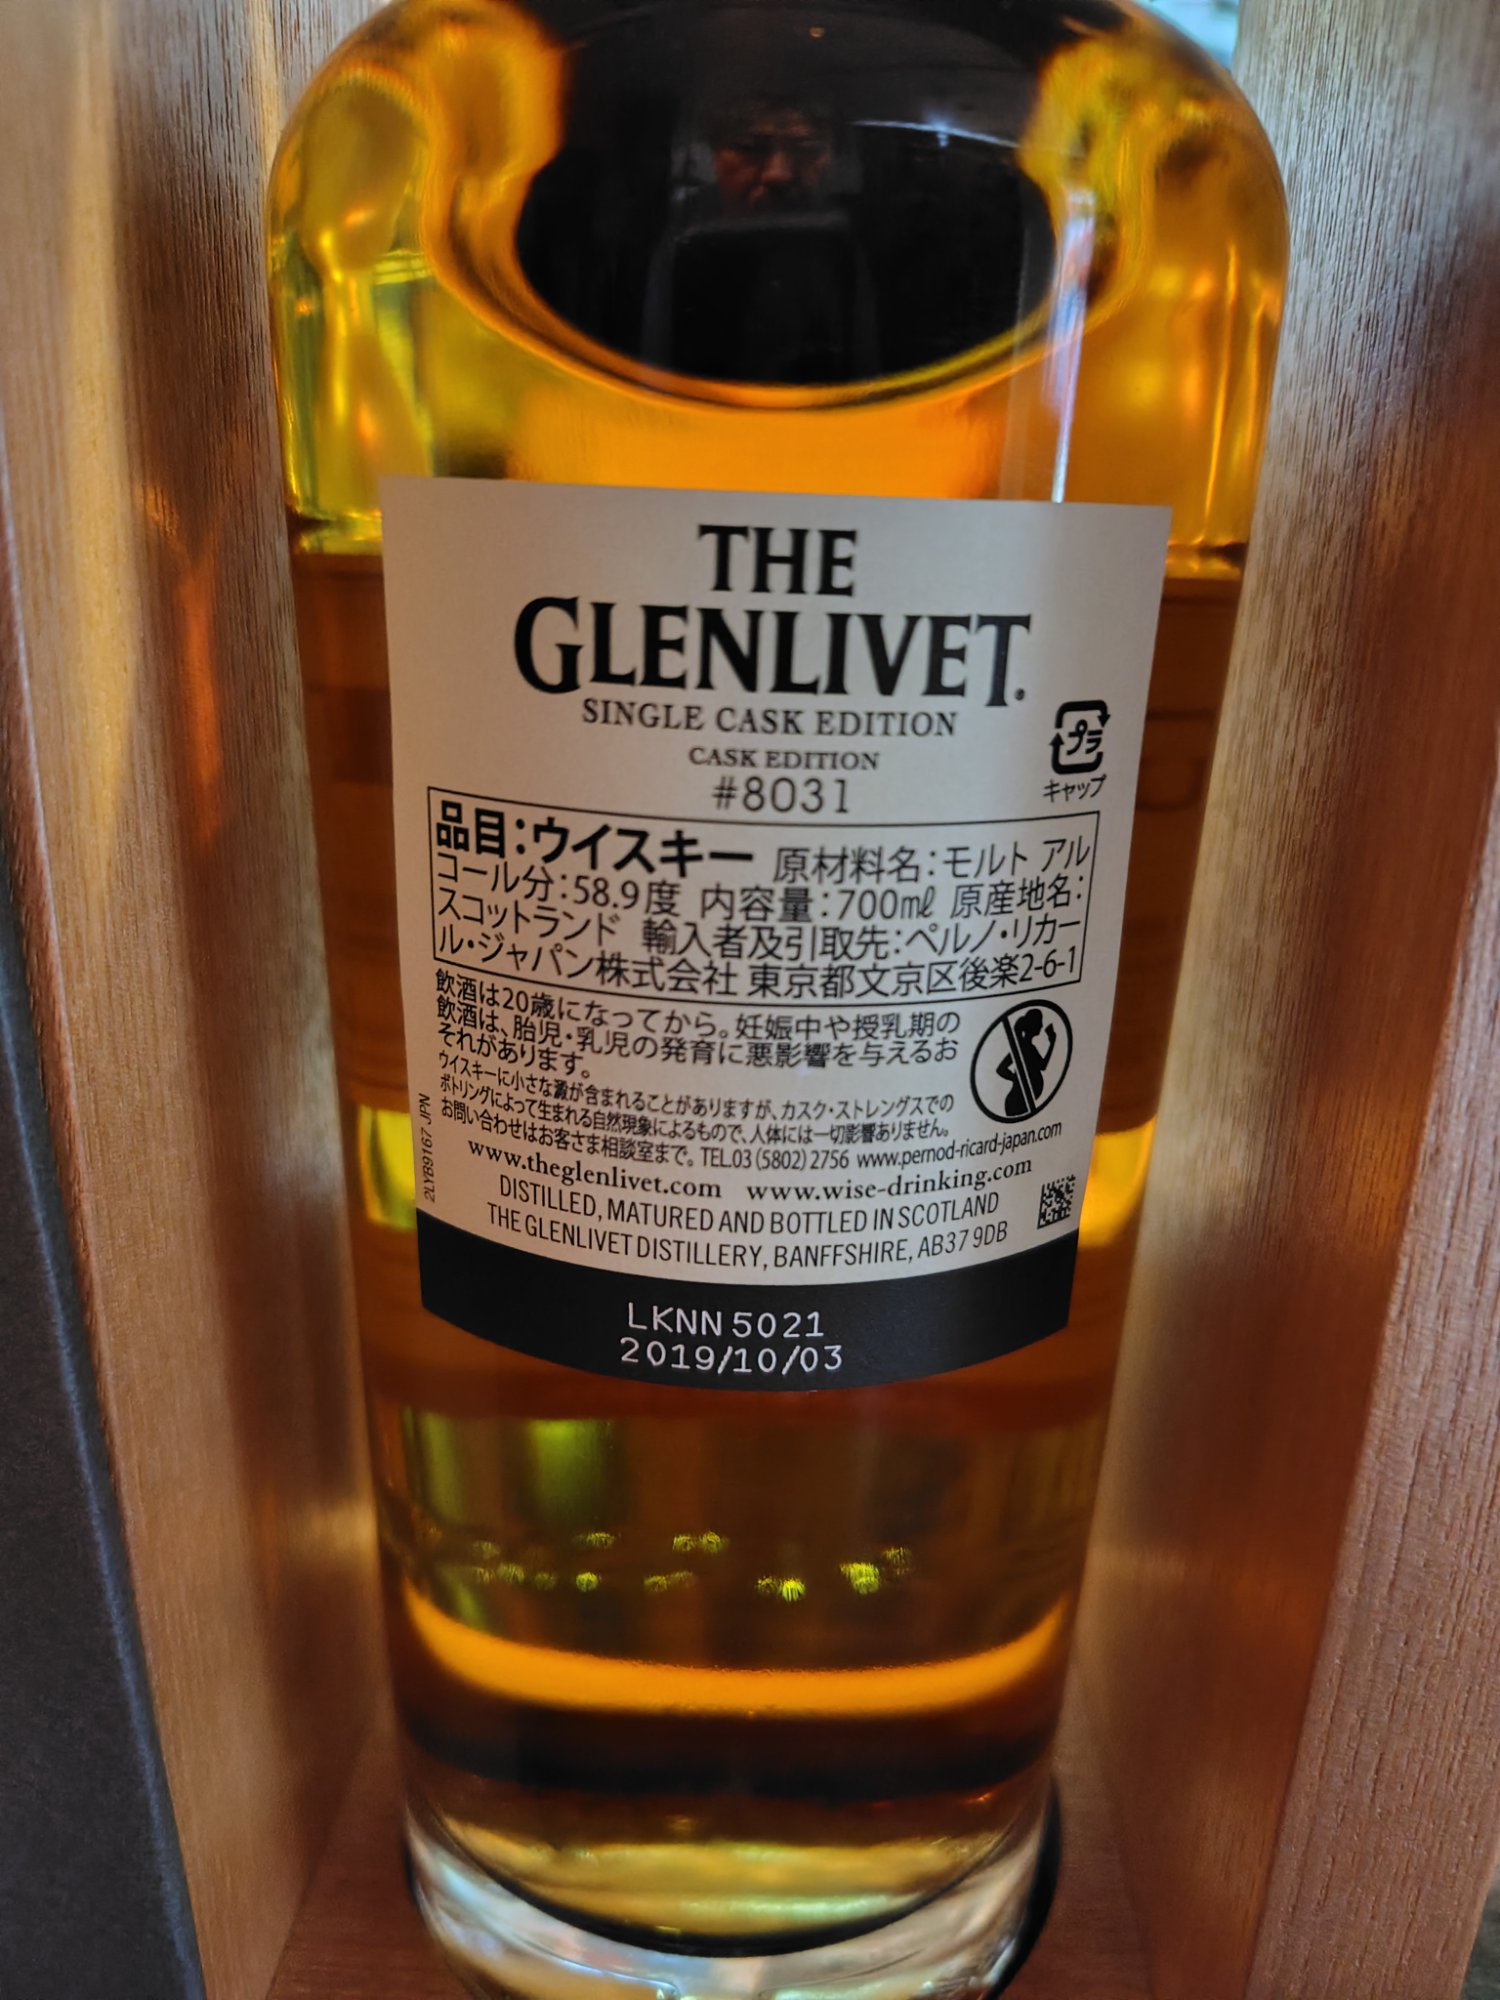 THE
GLENLIVET®
SINGLE CASK EDITION
CASK EDITION
#8031
プラ
キャップ
品目：ウイスキー 原材料名：モルト アル
コール分：58.9度 内容量：700㎖ 原産地名：
スコットランド 輸入者及引取先：ペルノ・リカー
ル・ジャパン株式会社 東京都文京区後楽2-6-1
飲酒は20歳になってから。妊娠中や授乳期の
飲酒は、胎児・乳児の発育に悪影響を与えるお
それがあります。
ウイスキーに小さな澱が含まれることがありますが、カスク・ストレングスでの
ボトリングによって生まれる自然現象によるもので、人体には一切影響ありません。
お問い合わせはお客さま相談室まで。TEL.03(5802)2756 www.pernod-ricard-japan.com
www.theglenlivet.com www.wise-drinking.com
DISTILLED, MATURED AND BOTTLED IN SCOTLAND
THE GLENLIVET DISTILLERY, BANFFSHIRE, AB37 9DB
2LYB9167 JPN
LKNN 5021
2019/10/03